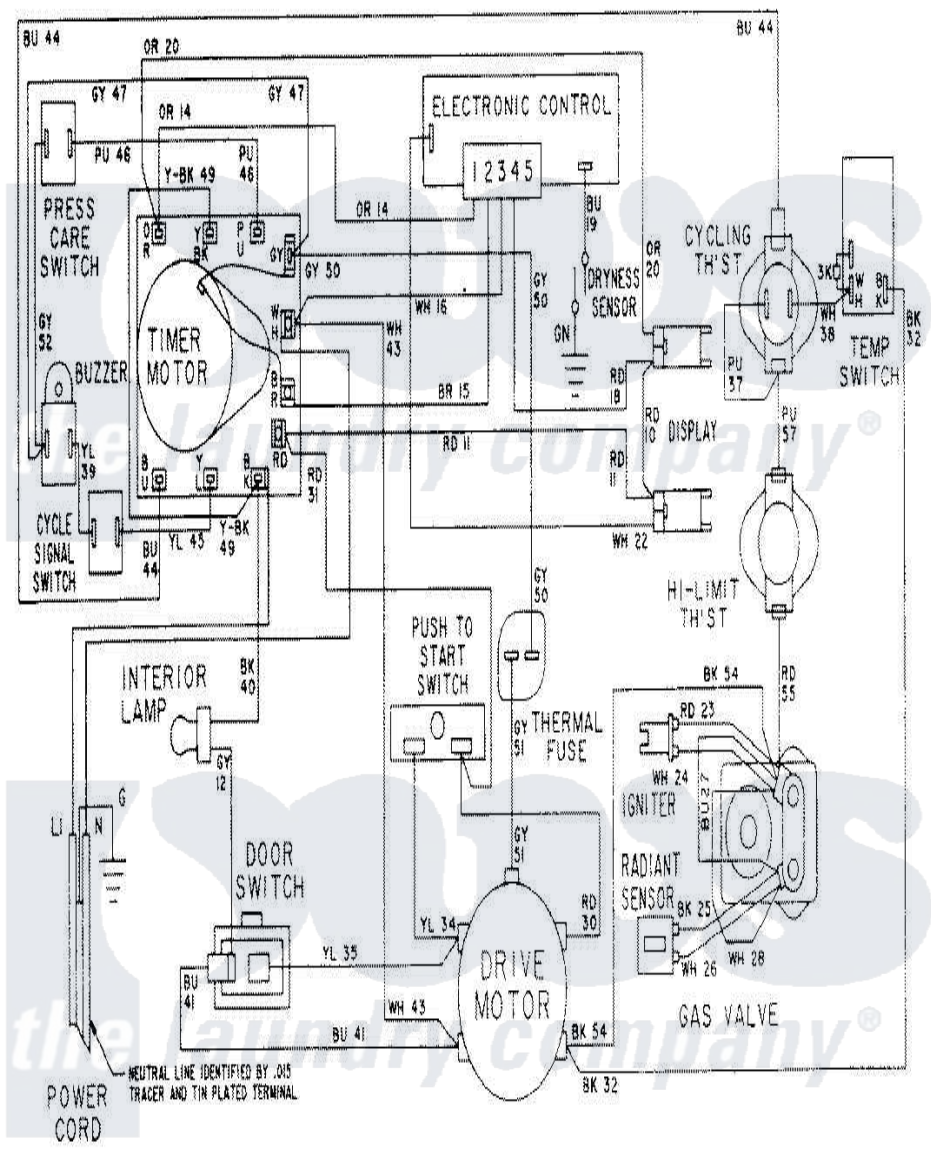 BU 44
BU 44
OR 20
GY 47
GY 47
OR 14
ELECTRONIC CONTROL
PU 46
PU
46
Y-BK 49
1 2 3 4 5
PRESS
CARE
SWITCH
O
R
Y
BK
P
U
GY
GY 50
OR 14
BU
19
OR
20
CYCLING
TH'ST
3K
W
H
B
K
DRYNESS
SENSOR
GY
50
WH 16
W
H
WH
43
GN
WH
38
BK
32
TEMP
SWITCH
GY
52
TIMER
MOTOR
BUZZER
B
R
BR 15
RD
18
PU
37
RD
10
DISPLAY
PU
57
the laundry company®
YL
39
RD
RD 11
RD
11
RD
31
B
U
Y
L
B
K
CYCLE
SIGNAL
SWITCH
BU
44
YL 45
Y-BK
49
WH 22
GY
50
HI-LIMIT
TH'ST
PUSH TO
START
SWITCH
BK
40
INTERIOR
LAMP
BK 54
RD
55
RD 23
THERMAL
FUSE
GY
51
GY
12
WH 24
IGNITER
BU27
LI
N
G
GY
51
DOOR
SWITCH
RADIANT
SENSOR
YL 34
RD
30
BK 25
YL 35
DRIVE
MOTOR
WH 26
WH 28
BU
41
WH 43
GAS VALVE
the laundry company®
BU 41
BK 54
BK 32
NEUTRAL LINE IDENTIFIED BY .015
TRACER AND TIN PLATED TERMINAL
POWER
CORD